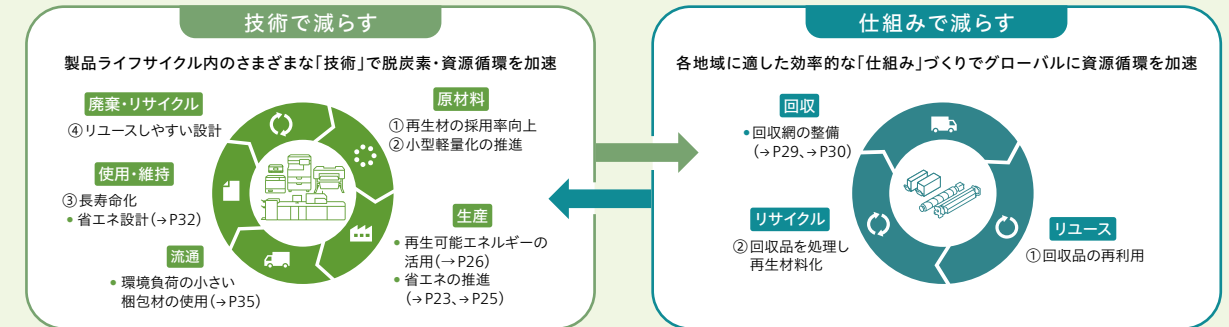 技術で減らす
製品ライフサイクル内のさまざまな「技術」で脱炭素・資源循環を加速
廃棄・リサイクル
④リユースしやすい設計
原材料
①再生材の採用率向上
②小型軽量化の推進
使用・維持
③長寿命化
•省エネ設計(→P32)
生産
•再生可能エネルギーの
活用(→P26)
•省エネの推進
(→P23、→P25)
流通
•環境負荷の小さい
梱包材の使用(→P35)
仕組みで減らす
各地域に適した効率的な「仕組み」づくりでグローバルに資源循環を加速
回収
•回収網の整備
(→P29、→P30)
リサイクル
②回収品を処理し
再生材料化
リユース
①回収品の再利用